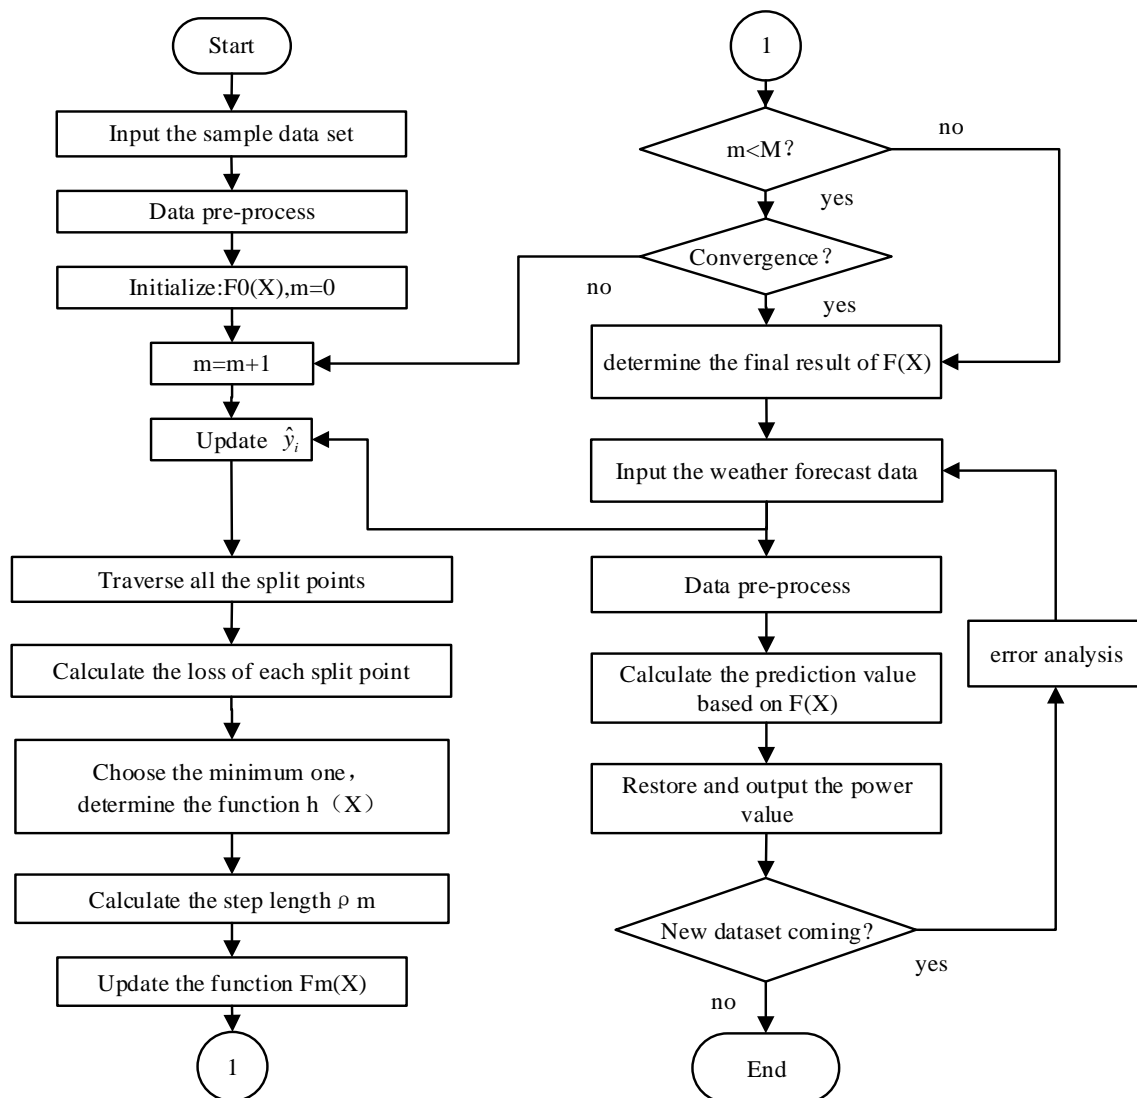 Start
Input the sample data set
Data pre-process
Initialize:F0(X),m=0
m=m+1
Update ŷᵢ
Traverse all the split points
Calculate the loss of each split point
Choose the minimum one,
determine the function h（X）
Calculate the step length ρ m
Update the function Fm(X)
1
1
m<M?
no
yes
Convergence?
no
yes
determine the final result of F(X)
Input the weather forecast data
Data pre-process
Calculate the prediction value
based on F(X)
Restore and output the power
value
New dataset coming?
yes
error analysis
no
End